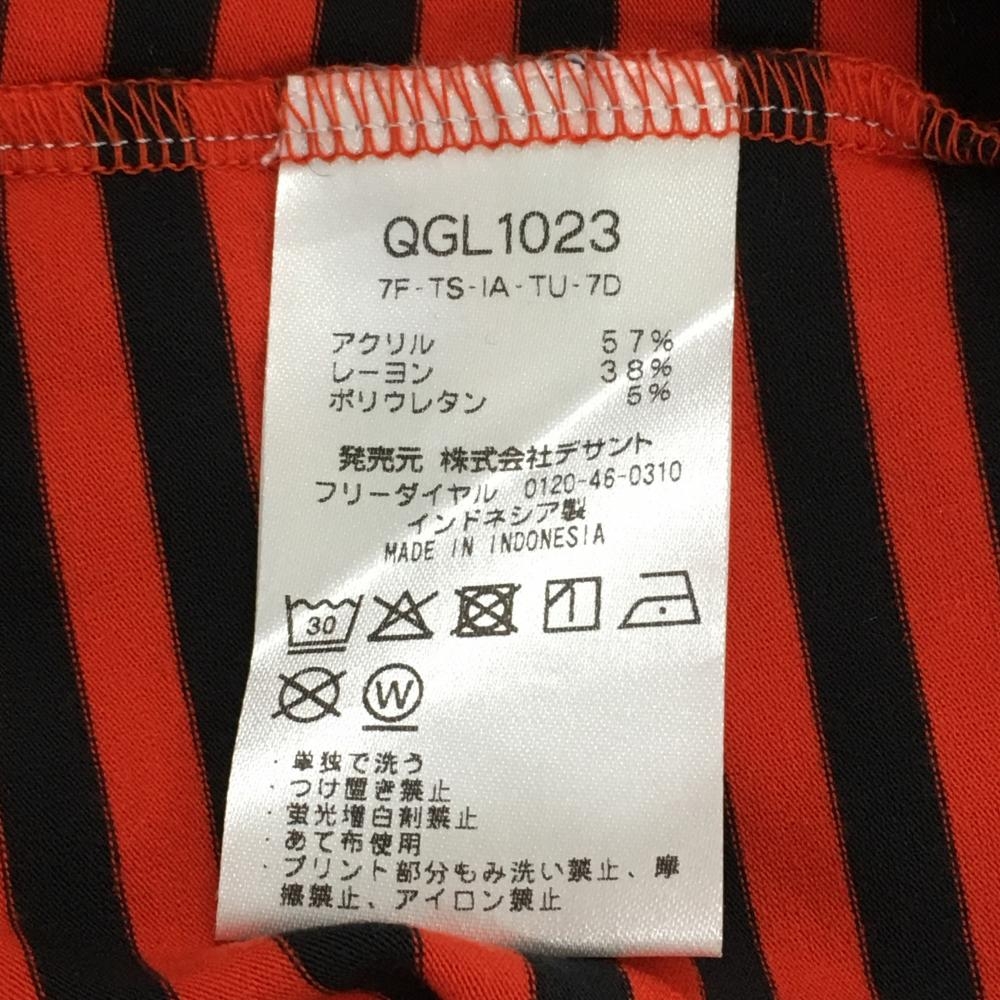 QGL1023
7F-TS-IA-TU-7D
アクリル 57%
レーヨン 38%
ポリウレタン 5%
発売元 株式会社デサント
フリーダイヤル 0120-46-0310
インドネシア製
MADE IN INDONESIA
30
W
・単独で洗う
・つけ置き禁止
・蛍光増白剤禁止
・あて布使用
・プリント部分もみ洗い禁止、摩
擦禁止、アイロン禁止